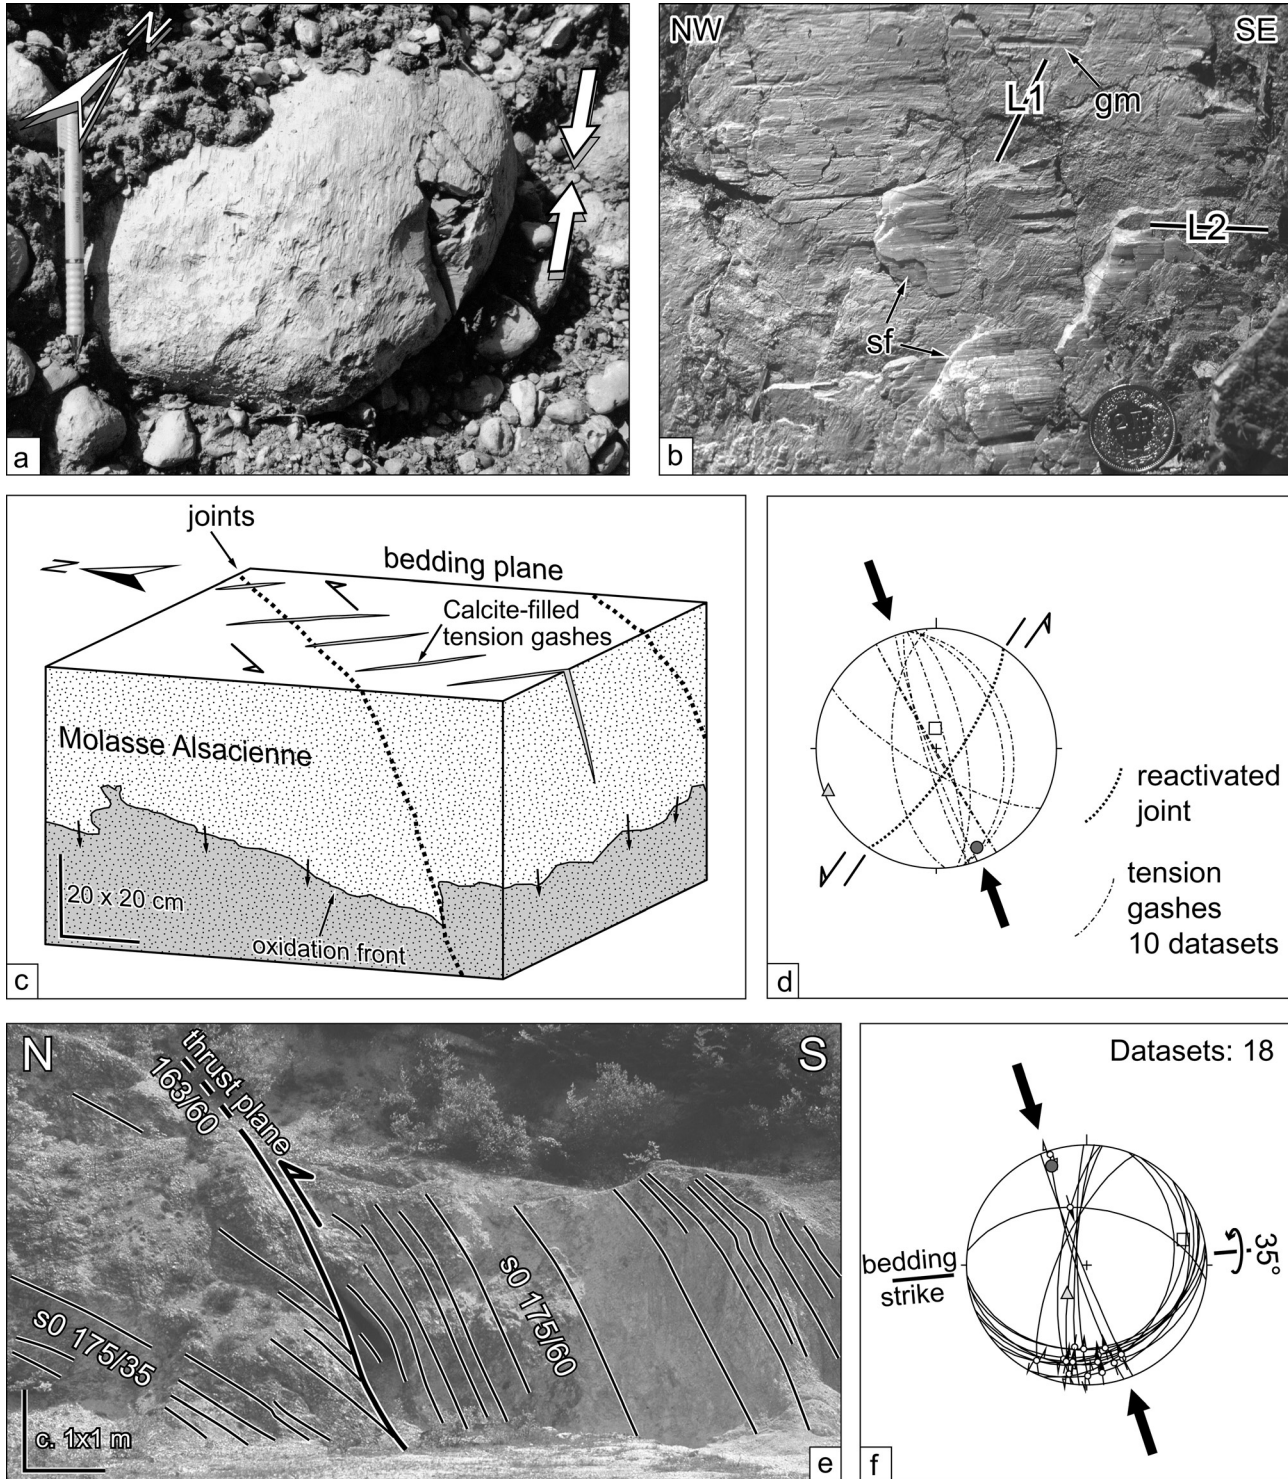 N
a
NW
SE
L1
gm
L2
sf
b
joints
N
bedding plane
Calcite-filled
tension gashes
Molasse Alsacienne
20 x 20 cm
oxidation front
c
reactivated
joint
tension
gashes
10 datasets
d
N
S
thrust plane
163/60
s0 175/60
s0 175/35
c. 1x1 m
e
Datasets: 18
bedding
strike
35°
f